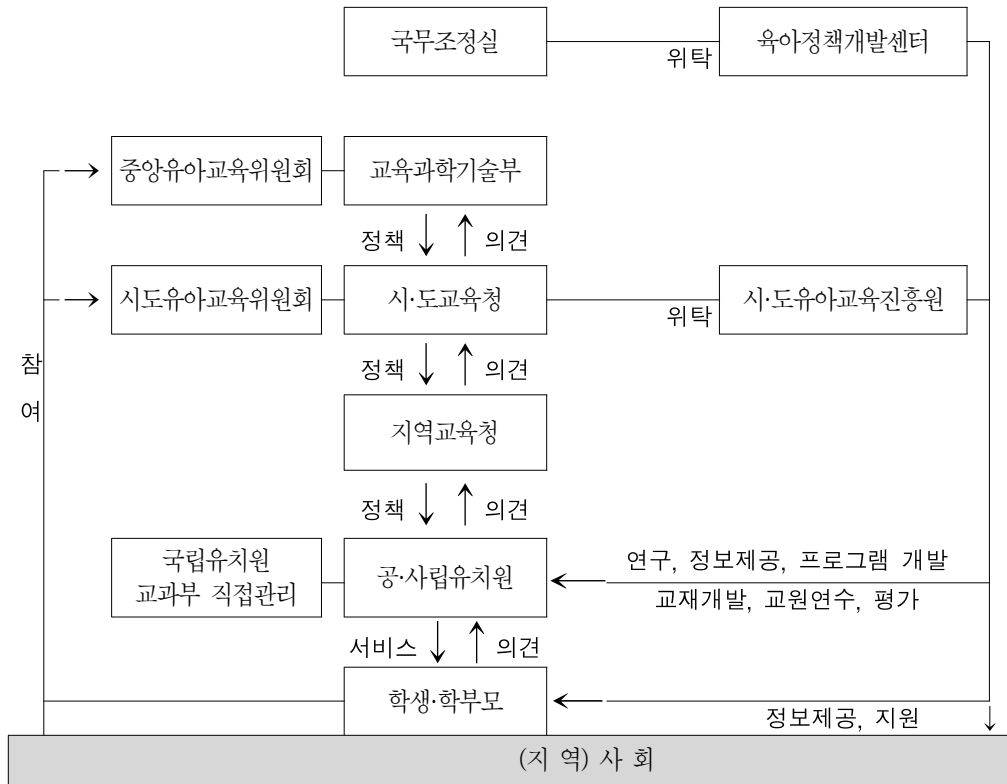 국무조정실
위탁
육아정책개발센터
중앙유아교육위원회
교육과학기술부
정책
의견
시도유아교육위원회
시·도교육청
위탁
시·도유아교육진흥원
참
여
정책
의견
지역교육청
정책
의견
국립유치원
교과부 직접관리
공·사립유치원
연구, 정보제공, 프로그램 개발
교재개발, 교원연수, 평가
서비스
의견
학생·학부모
정보제공, 지원
(지 역) 사 회